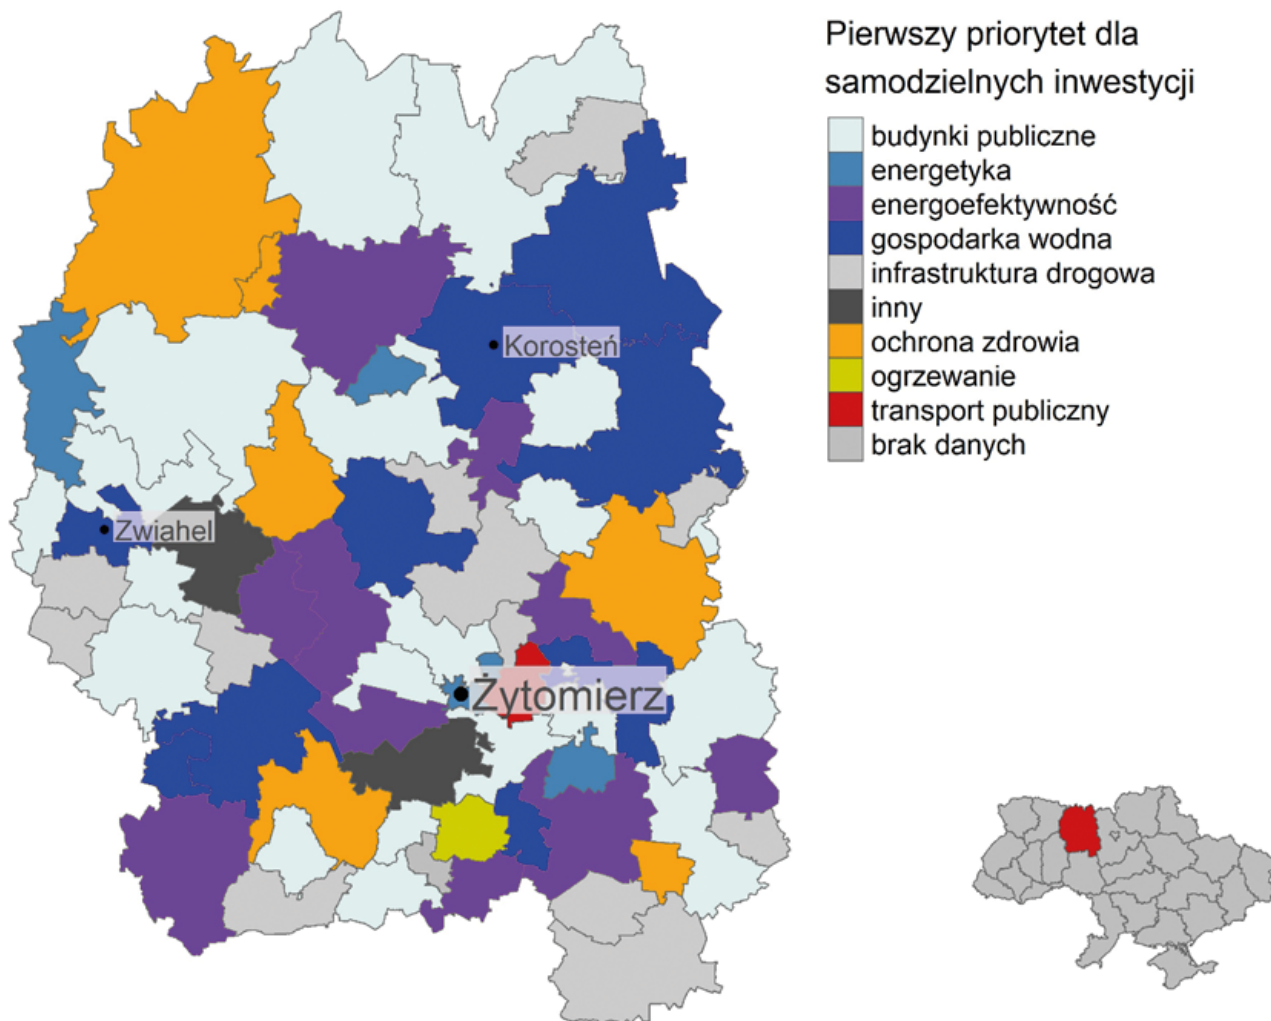 Pierwszy priorytet dla
samodzielnych inwestycji
budynki publiczne
energetyka
energoefektywność
gospodarka wodna
infrastruktura drogowa
inny
ochrona zdrowia
ogrzewanie
transport publiczny
brak danych
Korosteń
Zwiahel
Żytomierz